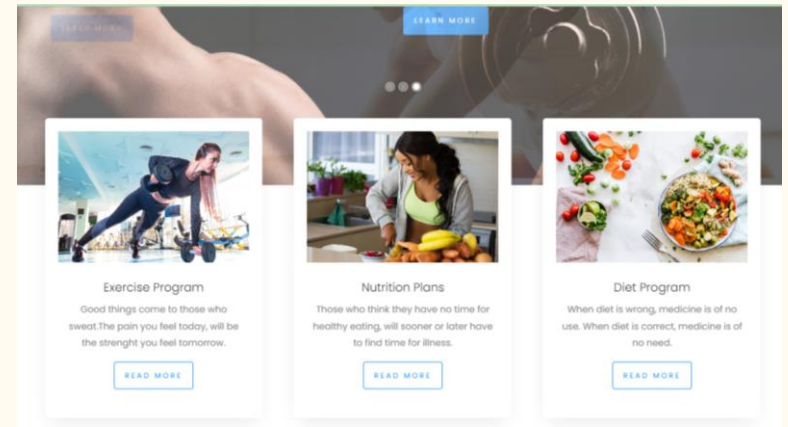 LEARN MORE
LEARN MORE
Exercise Program
Good things come to those who
sweat.The pain you feel today, will be
the strenght you feel tomorrow.
READ MORE
Nutrition Plans
Those who think they have no time for
healthy eating, will sooner or later have
to find time for illness.
READ MORE
Diet Program
When diet is wrong, medicine is of no
use. When diet is correct, medicine is of
no need.
READ MORE